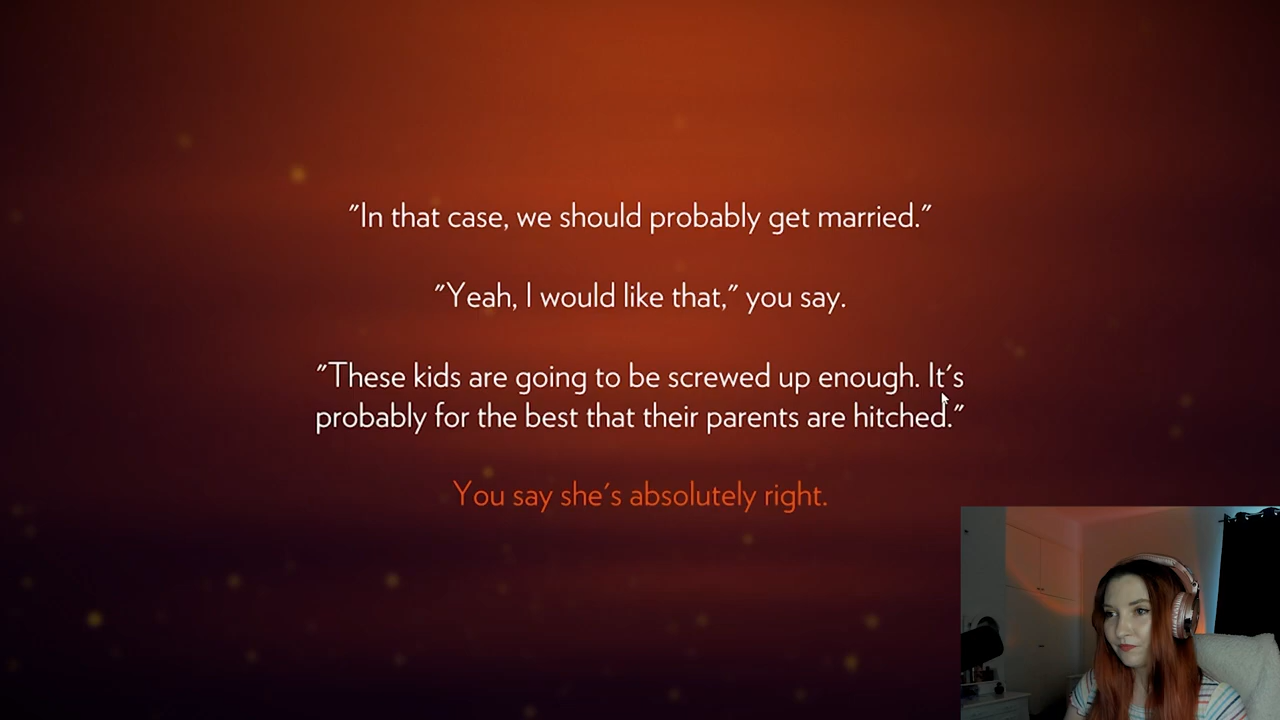 "In that case, we should probably get married."
"Yeah, I would like that," you say.
"These kids are going to be screwed up enough. It's
probably for the best that their parents are hitched."
You say she's absolutely right.